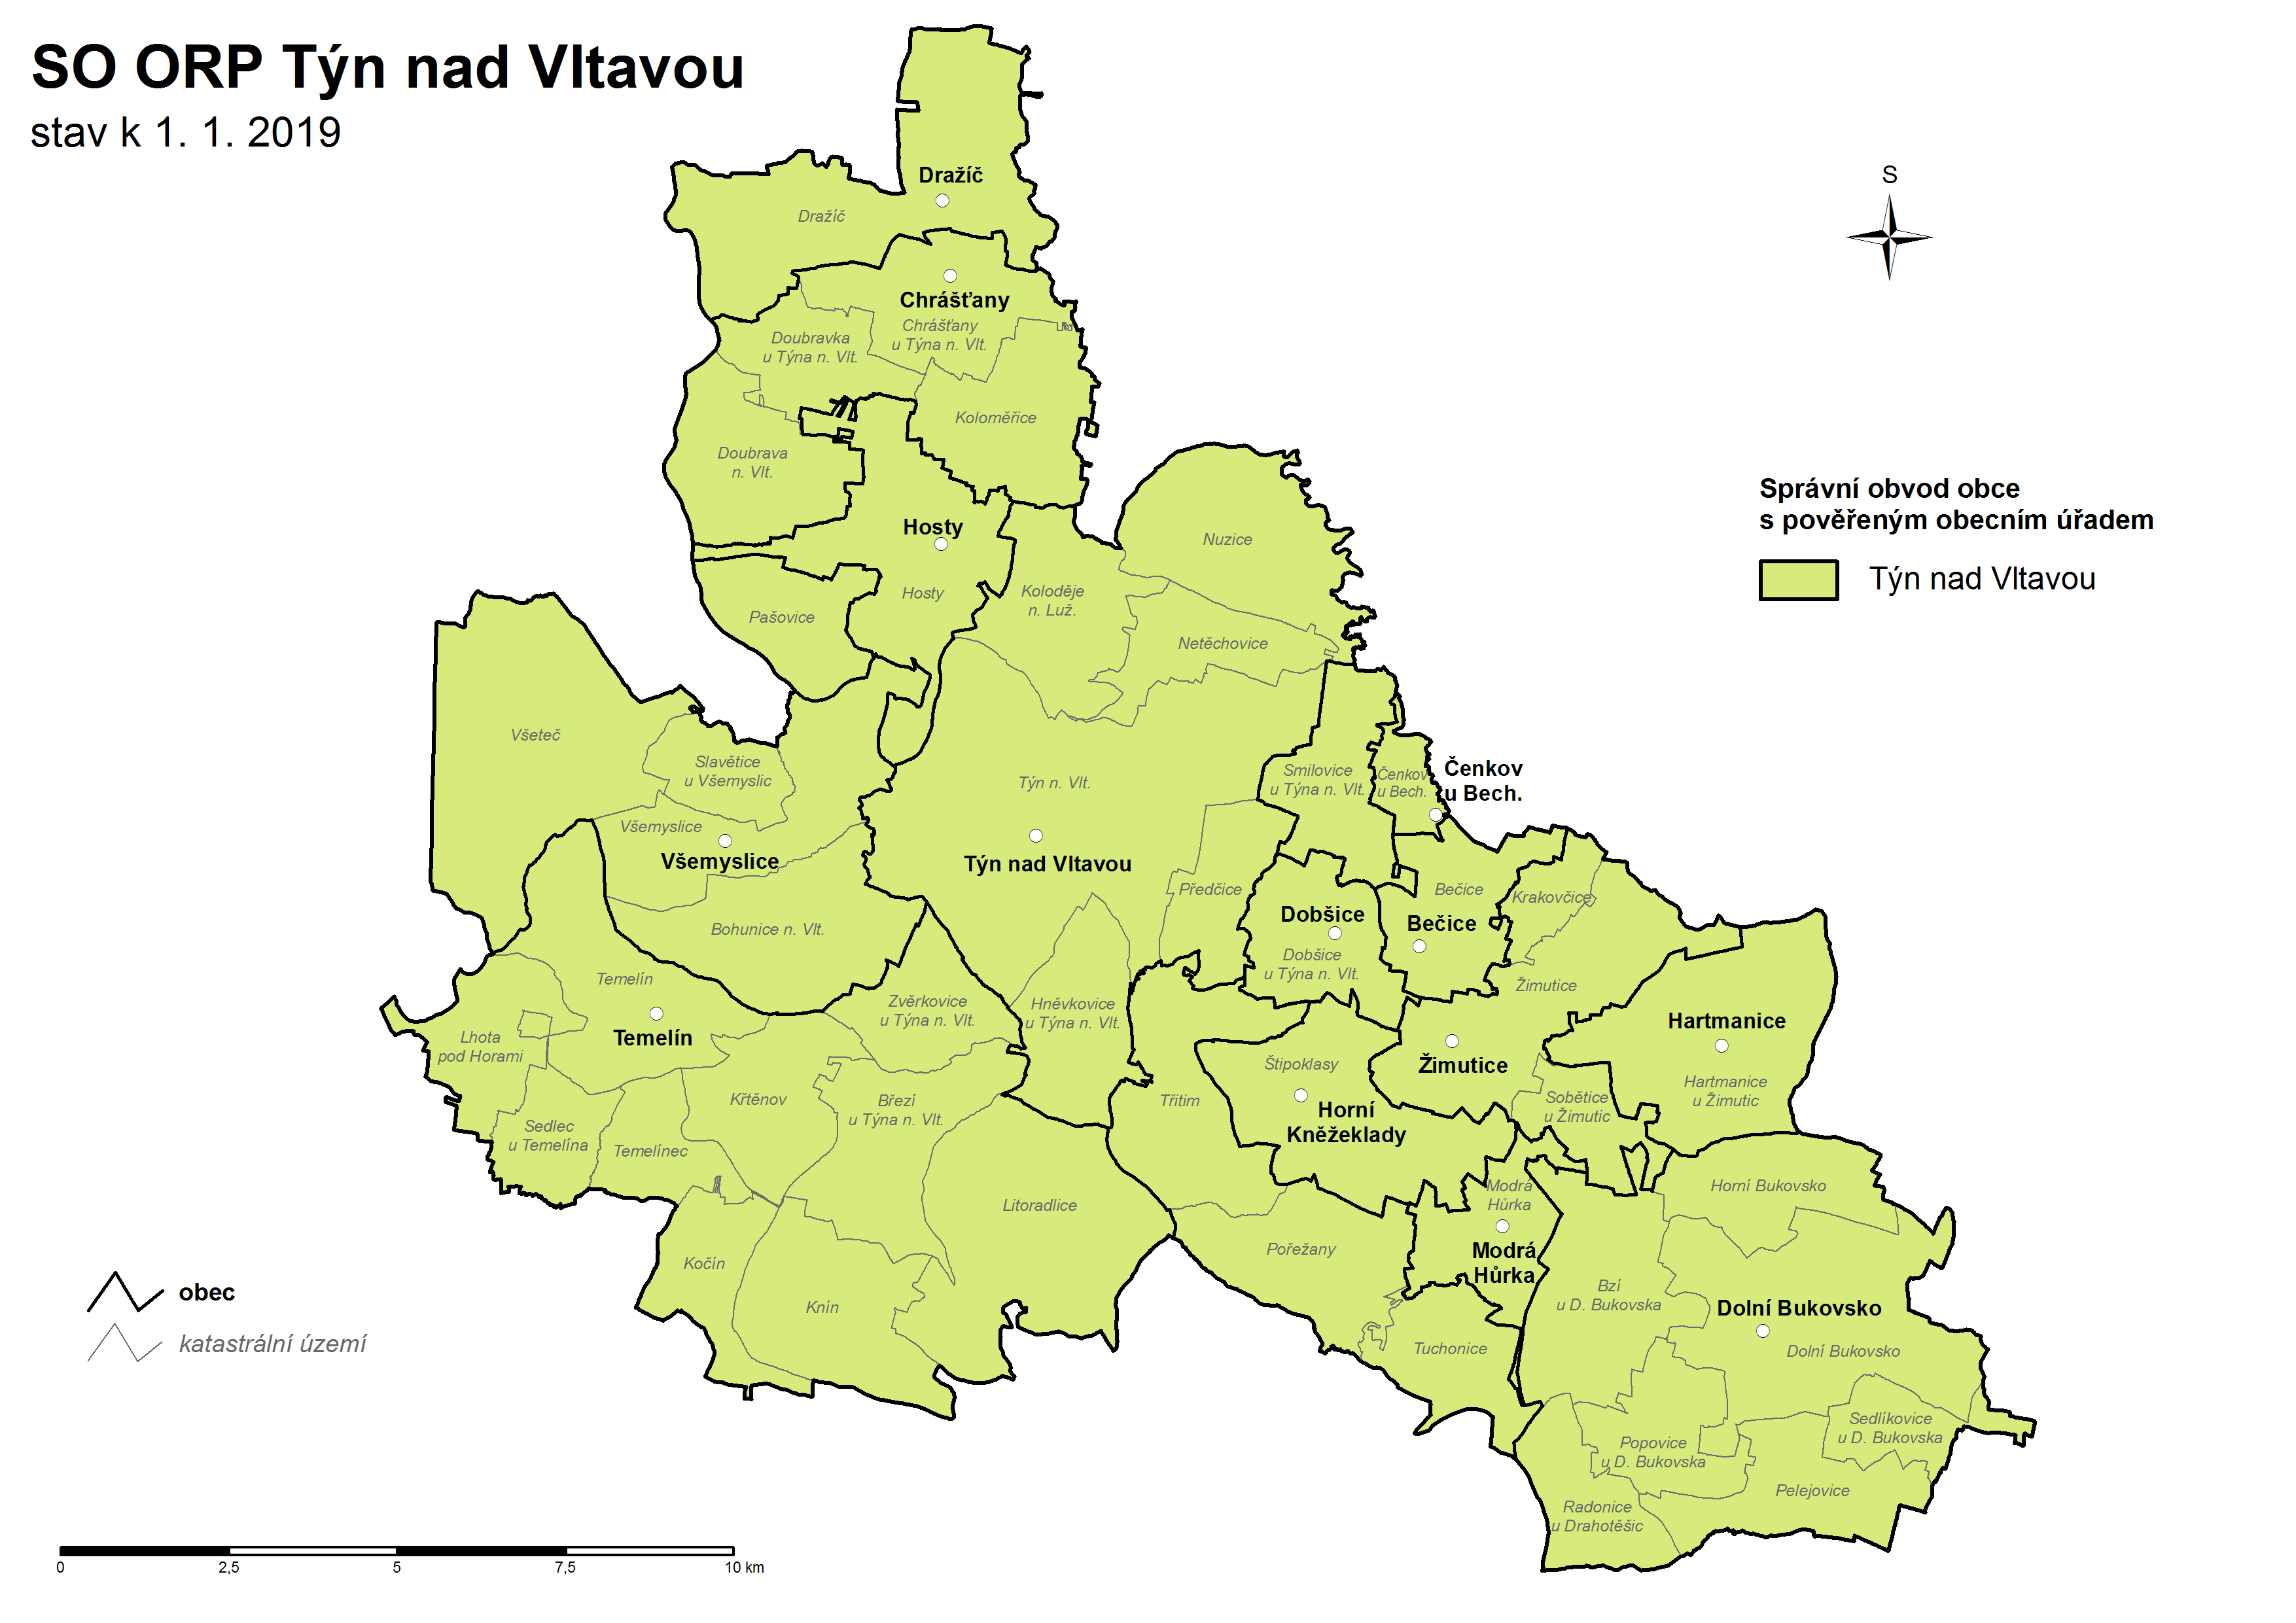 SO ORP Týn nad Vltavou
stav k 1. 1. 2019
S
Dražíč
Dražíč
Chrášťany
Chrášťany
u Týna n. Vlt.
Doubravka
u Týna n. Vlt.
Koloměřice
Doubrava
n. Vlt.
Správní obvod obce
s pověřeným obecním úřadem
Týn nad Vltavou
Hosty
Hosty
Nuzice
Koloděje
n. Luž.
Pašovice
Netěchovice
Všeteč
Slavětice
u Všemyslic
Týn n. Vlt.
Smilovice
u Týna n. Vlt.
Čenkov
u Bech.
Čenkov
u Bech.
Všemyslice
Všemyslice
Týn nad Vltavou
Předčice
Bečice
Bečice
Krakovčice
Dobšice
Dobšice
u Týna n. Vlt.
Bohunice n. Vlt.
Temelín
Temelín
Žimutice
Zvěrkovice
u Týna n. Vlt.
Hněvkovice
u Týna n. Vlt.
Hartmanice
Hartmanice
u Žimutic
Lhota
pod Horami
Štipoklasy
Žimutice
Křtěnov
Březí
u Týna n. Vlt.
Třitim
Horní
Kněžeklady
Sobětice
u Žimutic
Sedlec
u Temelína
Temelínec
Litoradlice
Modrá
Hůrka
Horní Bukovsko
Kočín
Pořežany
Modrá
Hůrka
Bzí
u D. Bukovska
Knín
Dolní Bukovsko
Dolní Bukovsko
Tuchonice
obec
katastrální území
Sedlíkovice
u D. Bukovska
Popovice
u D. Bukovska
Pelejovice
Radonice
u Drahotěšic
0 2,5 5 7,5 10 km